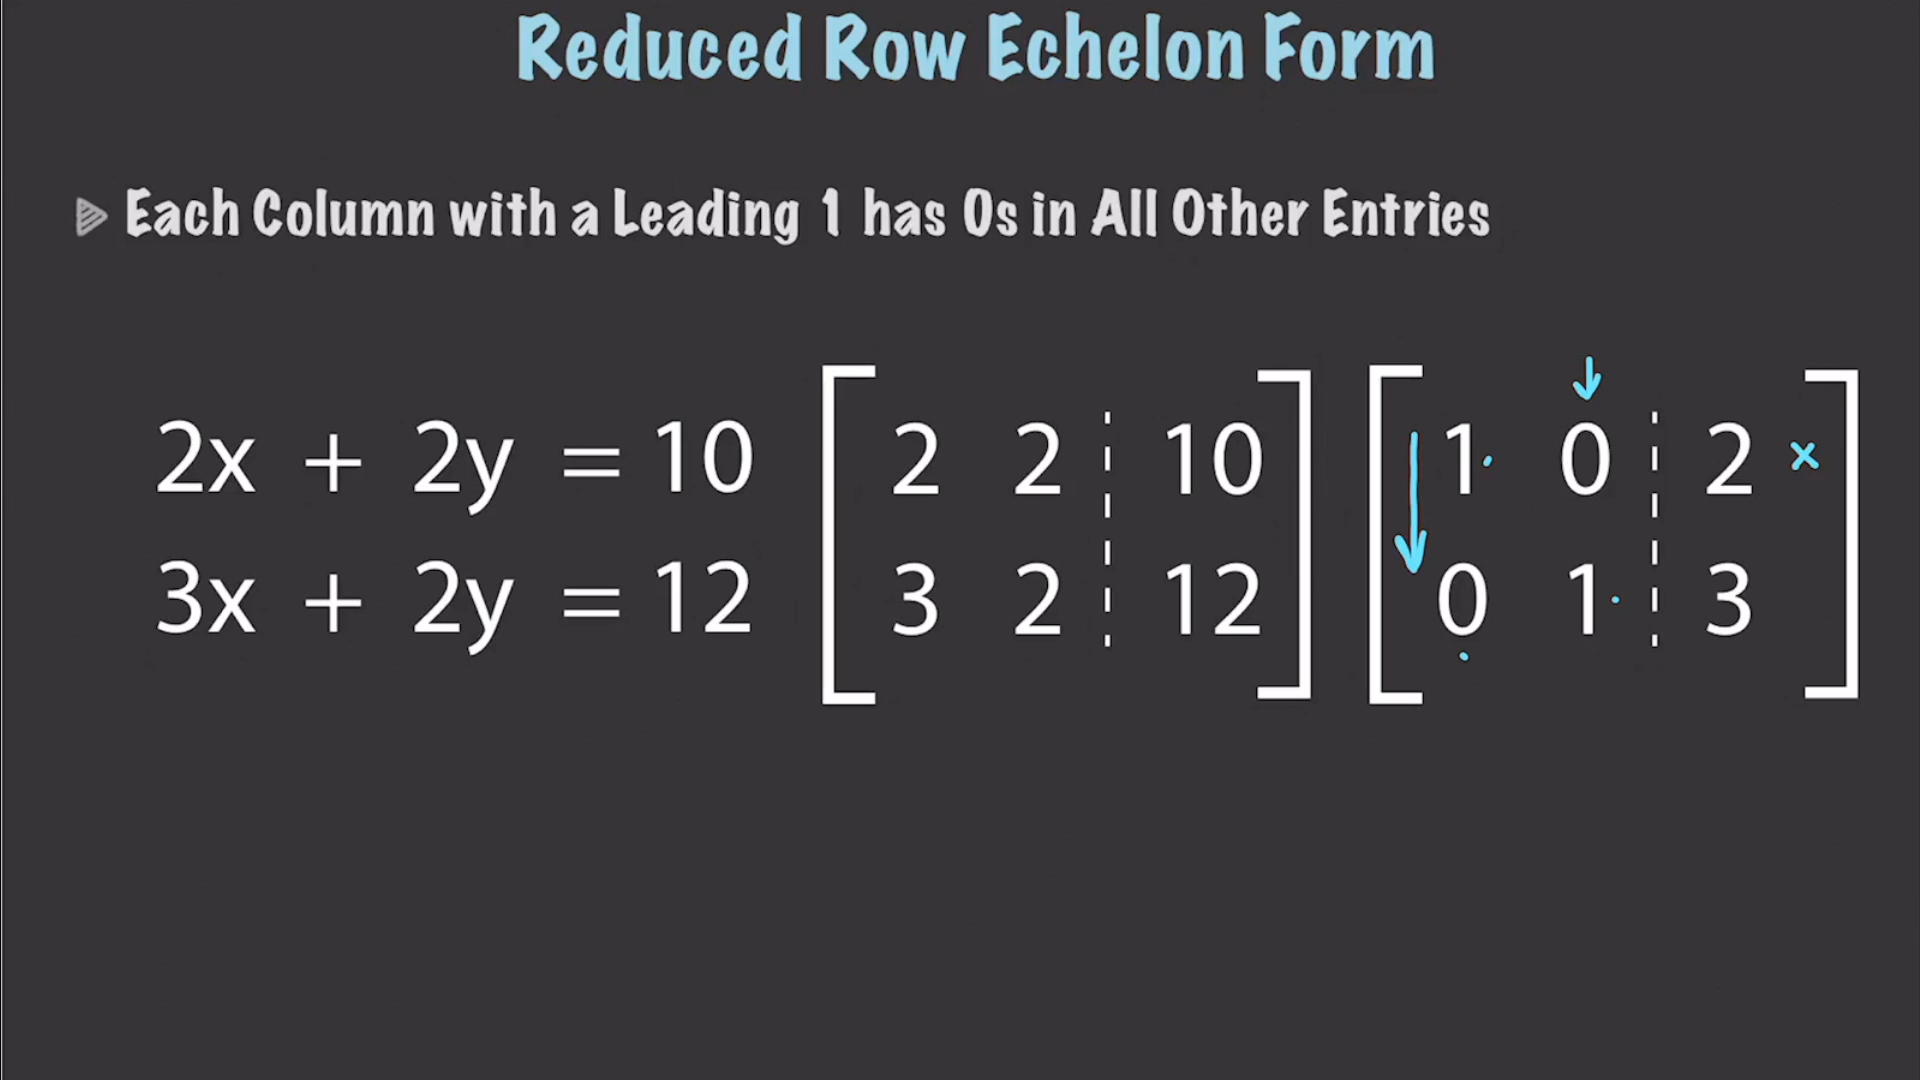 Reduced Row Echelon Form
Each Column with a Leading 1 has 0s in All Other Entries
2x + 2y = 10 [ 2 2 ¦ 10 ] [ 1 0 ¦ 2 x ]
3x + 2y = 12 [ 3 2 ¦ 12 ] [ 0 1 ¦ 3 ]